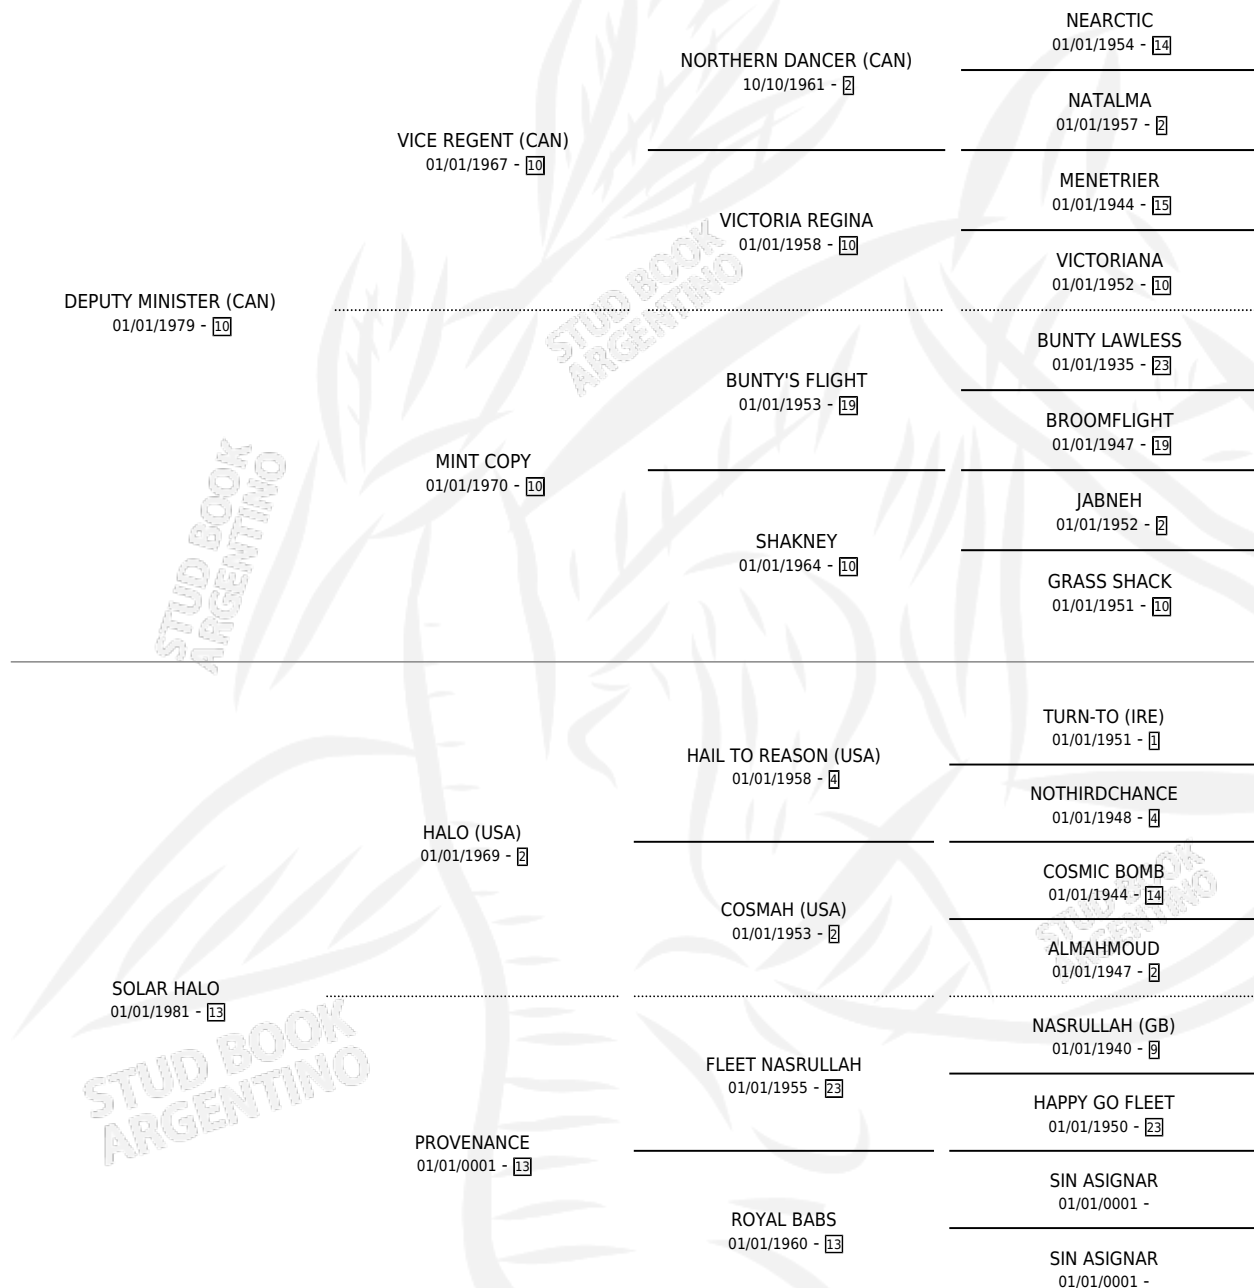 NEARCTIC
01/01/1954 - 14
NORTHERN DANCER (CAN)
10/10/1961 - 2
NATALMA
01/01/1957 - 2
VICE REGENT (CAN)
01/01/1967 - 10
MENETRIER
01/01/1944 - 15
VICTORIA REGINA
01/01/1958 - 10
VICTORIANA
01/01/1952 - 10
DEPUTY MINISTER (CAN)
01/01/1979 - 10
BUNTY LAWLESS
01/01/1935 - 23
BUNTY'S FLIGHT
01/01/1953 - 19
BROOMFLIGHT
01/01/1947 - 19
MINT COPY
01/01/1970 - 10
JABNEH
01/01/1952 - 2
SHAKNEY
01/01/1964 - 10
GRASS SHACK
01/01/1951 - 10
TURN-TO (IRE)
01/01/1951 - 1
HAIL TO REASON (USA)
01/01/1958 - 4
NOTHIRDCHANCE
01/01/1948 - 4
HALO (USA)
01/01/1969 - 2
COSMIC BOMB
01/01/1944 - 14
COSMAH (USA)
01/01/1953 - 2
ALMAHMOUD
01/01/1947 - 2
SOLAR HALO
01/01/1981 - 13
NASRULLAH (GB)
01/01/1940 - 9
FLEET NASRULLAH
01/01/1955 - 23
HAPPY GO FLEET
01/01/1950 - 23
PROVENANCE
01/01/0001 - 13
SIN ASIGNAR
01/01/0001 -
ROYAL BABS
01/01/1960 - 13
SIN ASIGNAR
01/01/0001 -
STUD BOOK
ARGENTINO
STUD BOOK
ARGENTINO
STUD BOOK
ARGENTINO
STUD BOOK
ARGENTINO